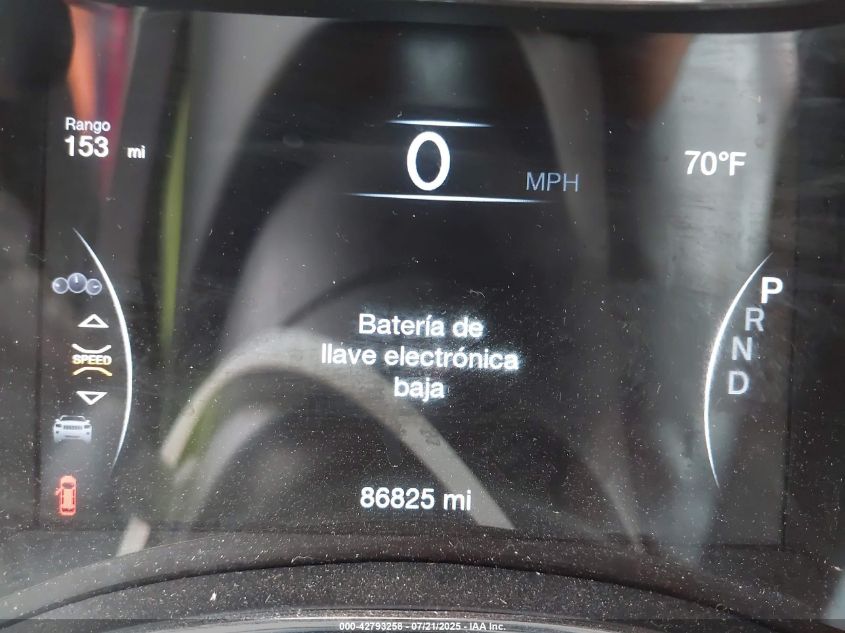 Rango
153 mi
0
MPH
70°F
SPEED
P
R
N
D
Batería de
llave electrónica
baja
86825 mi
000-42793258 - 07/21/2025 - IAA Inc.